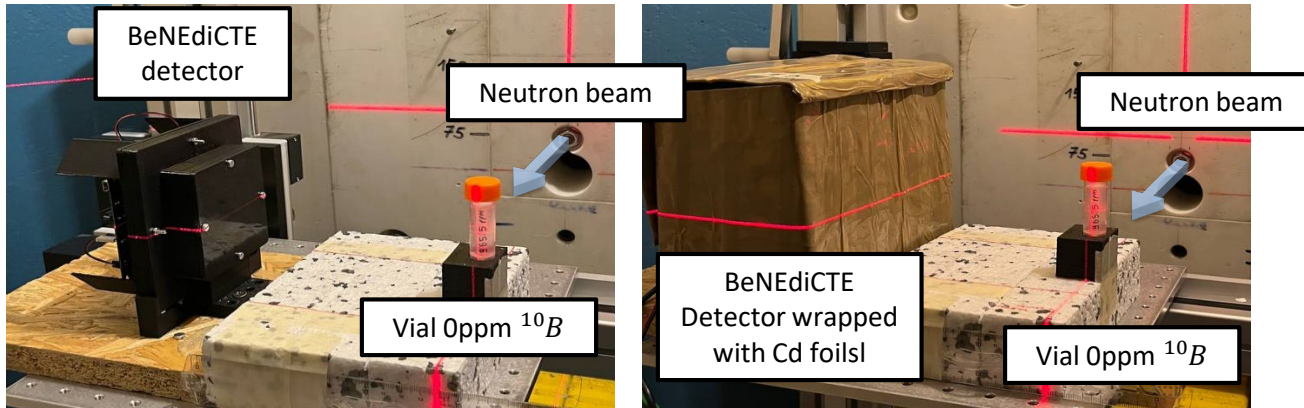 BeNEdiCTE
detector
Neutron beam
75
Vial 0ppm ¹⁰B
Neutron beam
75
BeNEdiCTE
Detector wrapped
with Cd foilsl
Vial 0ppm ¹⁰B